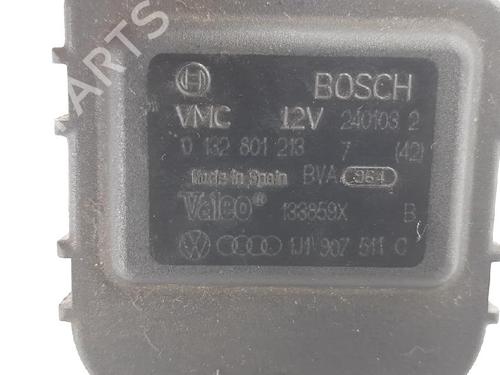 BOSCH
VMC 12V 240103 2
0 132 801 213 7 (42)
Made in Spain BVA 964
Valeo® 133859X B
1J1 907 511 C
ARTS